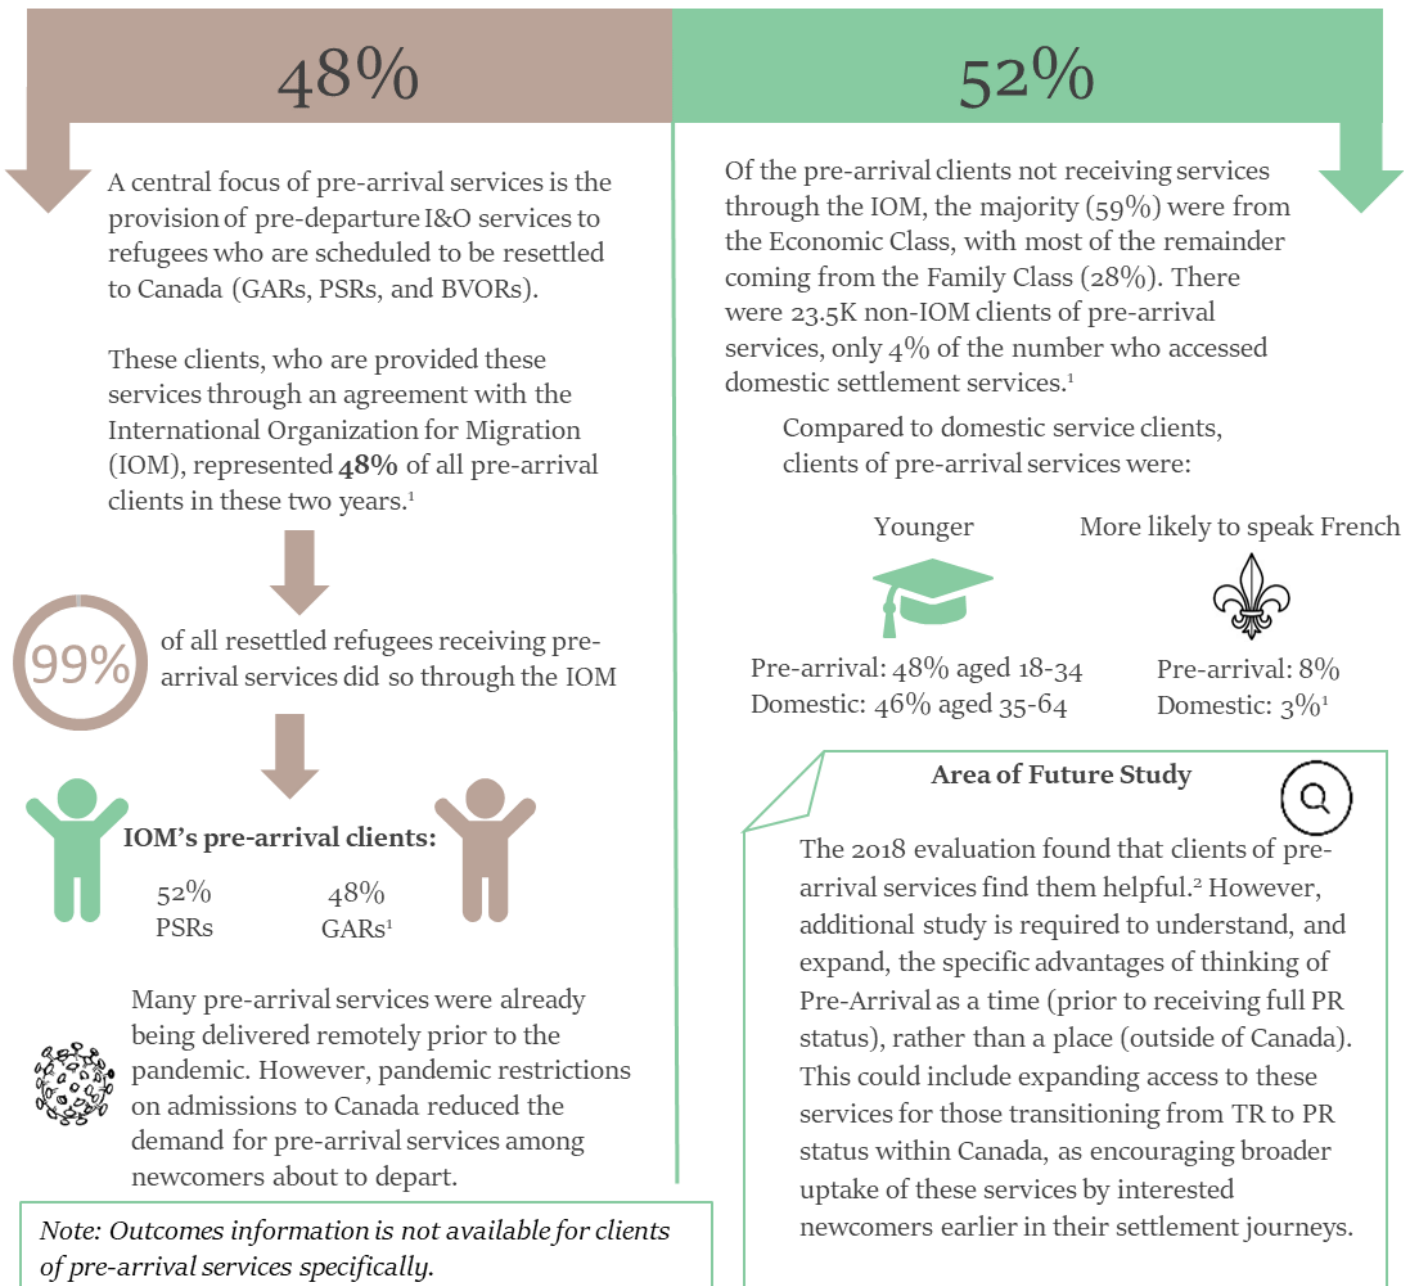 48%
A central focus of pre-arrival services is the
provision of pre-departure I&O services to
refugees who are scheduled to be resettled
to Canada (GARs, PSRs, and BVORs).
These clients, who are provided these
services through an agreement with the
International Organization for Migration
(IOM), represented 48% of all pre-arrival
clients in these two years.¹
99%
of all resettled refugees receiving pre-
arrival services did so through the IOM
IOM's pre-arrival clients:
52%
PSRs
48%
GARs¹
Many pre-arrival services were already
being delivered remotely prior to the
pandemic. However, pandemic restrictions
on admissions to Canada reduced the
demand for pre-arrival services among
newcomers about to depart.
Note: Outcomes information is not available for clients
of pre-arrival services specifically.
52%
Of the pre-arrival clients not receiving services
through the IOM, the majority (59%) were from
the Economic Class, with most of the remainder
coming from the Family Class (28%). There
were 23.5K non-IOM clients of pre-arrival
services, only 4% of the number who accessed
domestic settlement services.¹
Compared to domestic service clients,
clients of pre-arrival services were:
Younger
Pre-arrival: 48% aged 18-34
Domestic: 46% aged 35-64
More likely to speak French
Pre-arrival: 8%
Domestic: 3%¹
Area of Future Study
The 2018 evaluation found that clients of pre-
arrival services find them helpful.² However,
additional study is required to understand, and
expand, the specific advantages of thinking of
Pre-Arrival as a time (prior to receiving full PR
status), rather than a place (outside of Canada).
This could include expanding access to these
services for those transitioning from TR to PR
status within Canada, as encouraging broader
uptake of these services by interested
newcomers earlier in their settlement journeys.